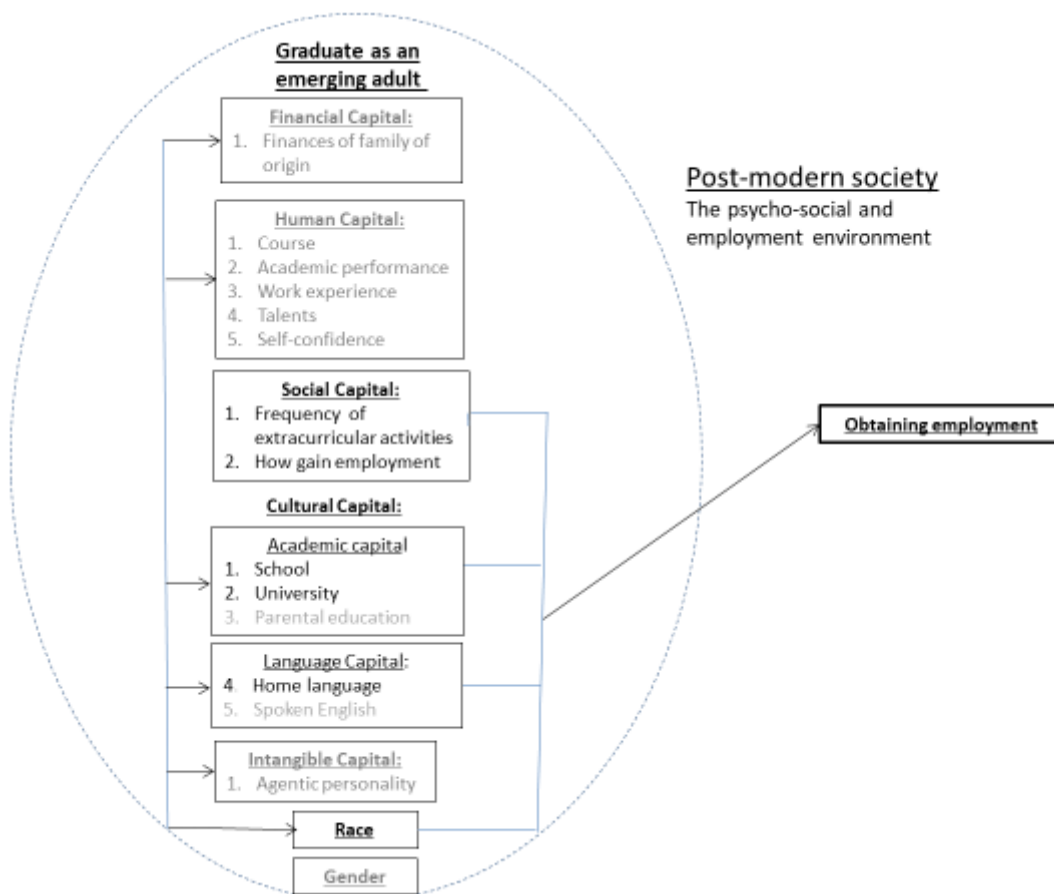 Graduate as an
emerging adult
Financial Capital:
1. Finances of family of
origin
Human Capital:
1. Course
2. Academic performance
3. Work experience
4. Talents
5. Self-confidence
Social Capital:
1. Frequency of
extracurricular activities
2. How gain employment
Cultural Capital:
Academic capital
1. School
2. University
3. Parental education
Language Capital:
4. Home language
5. Spoken English
Intangible Capital:
1. Agentic personality
Race
Gender
Post-modern society
The psycho-social and
employment environment
Obtaining employment